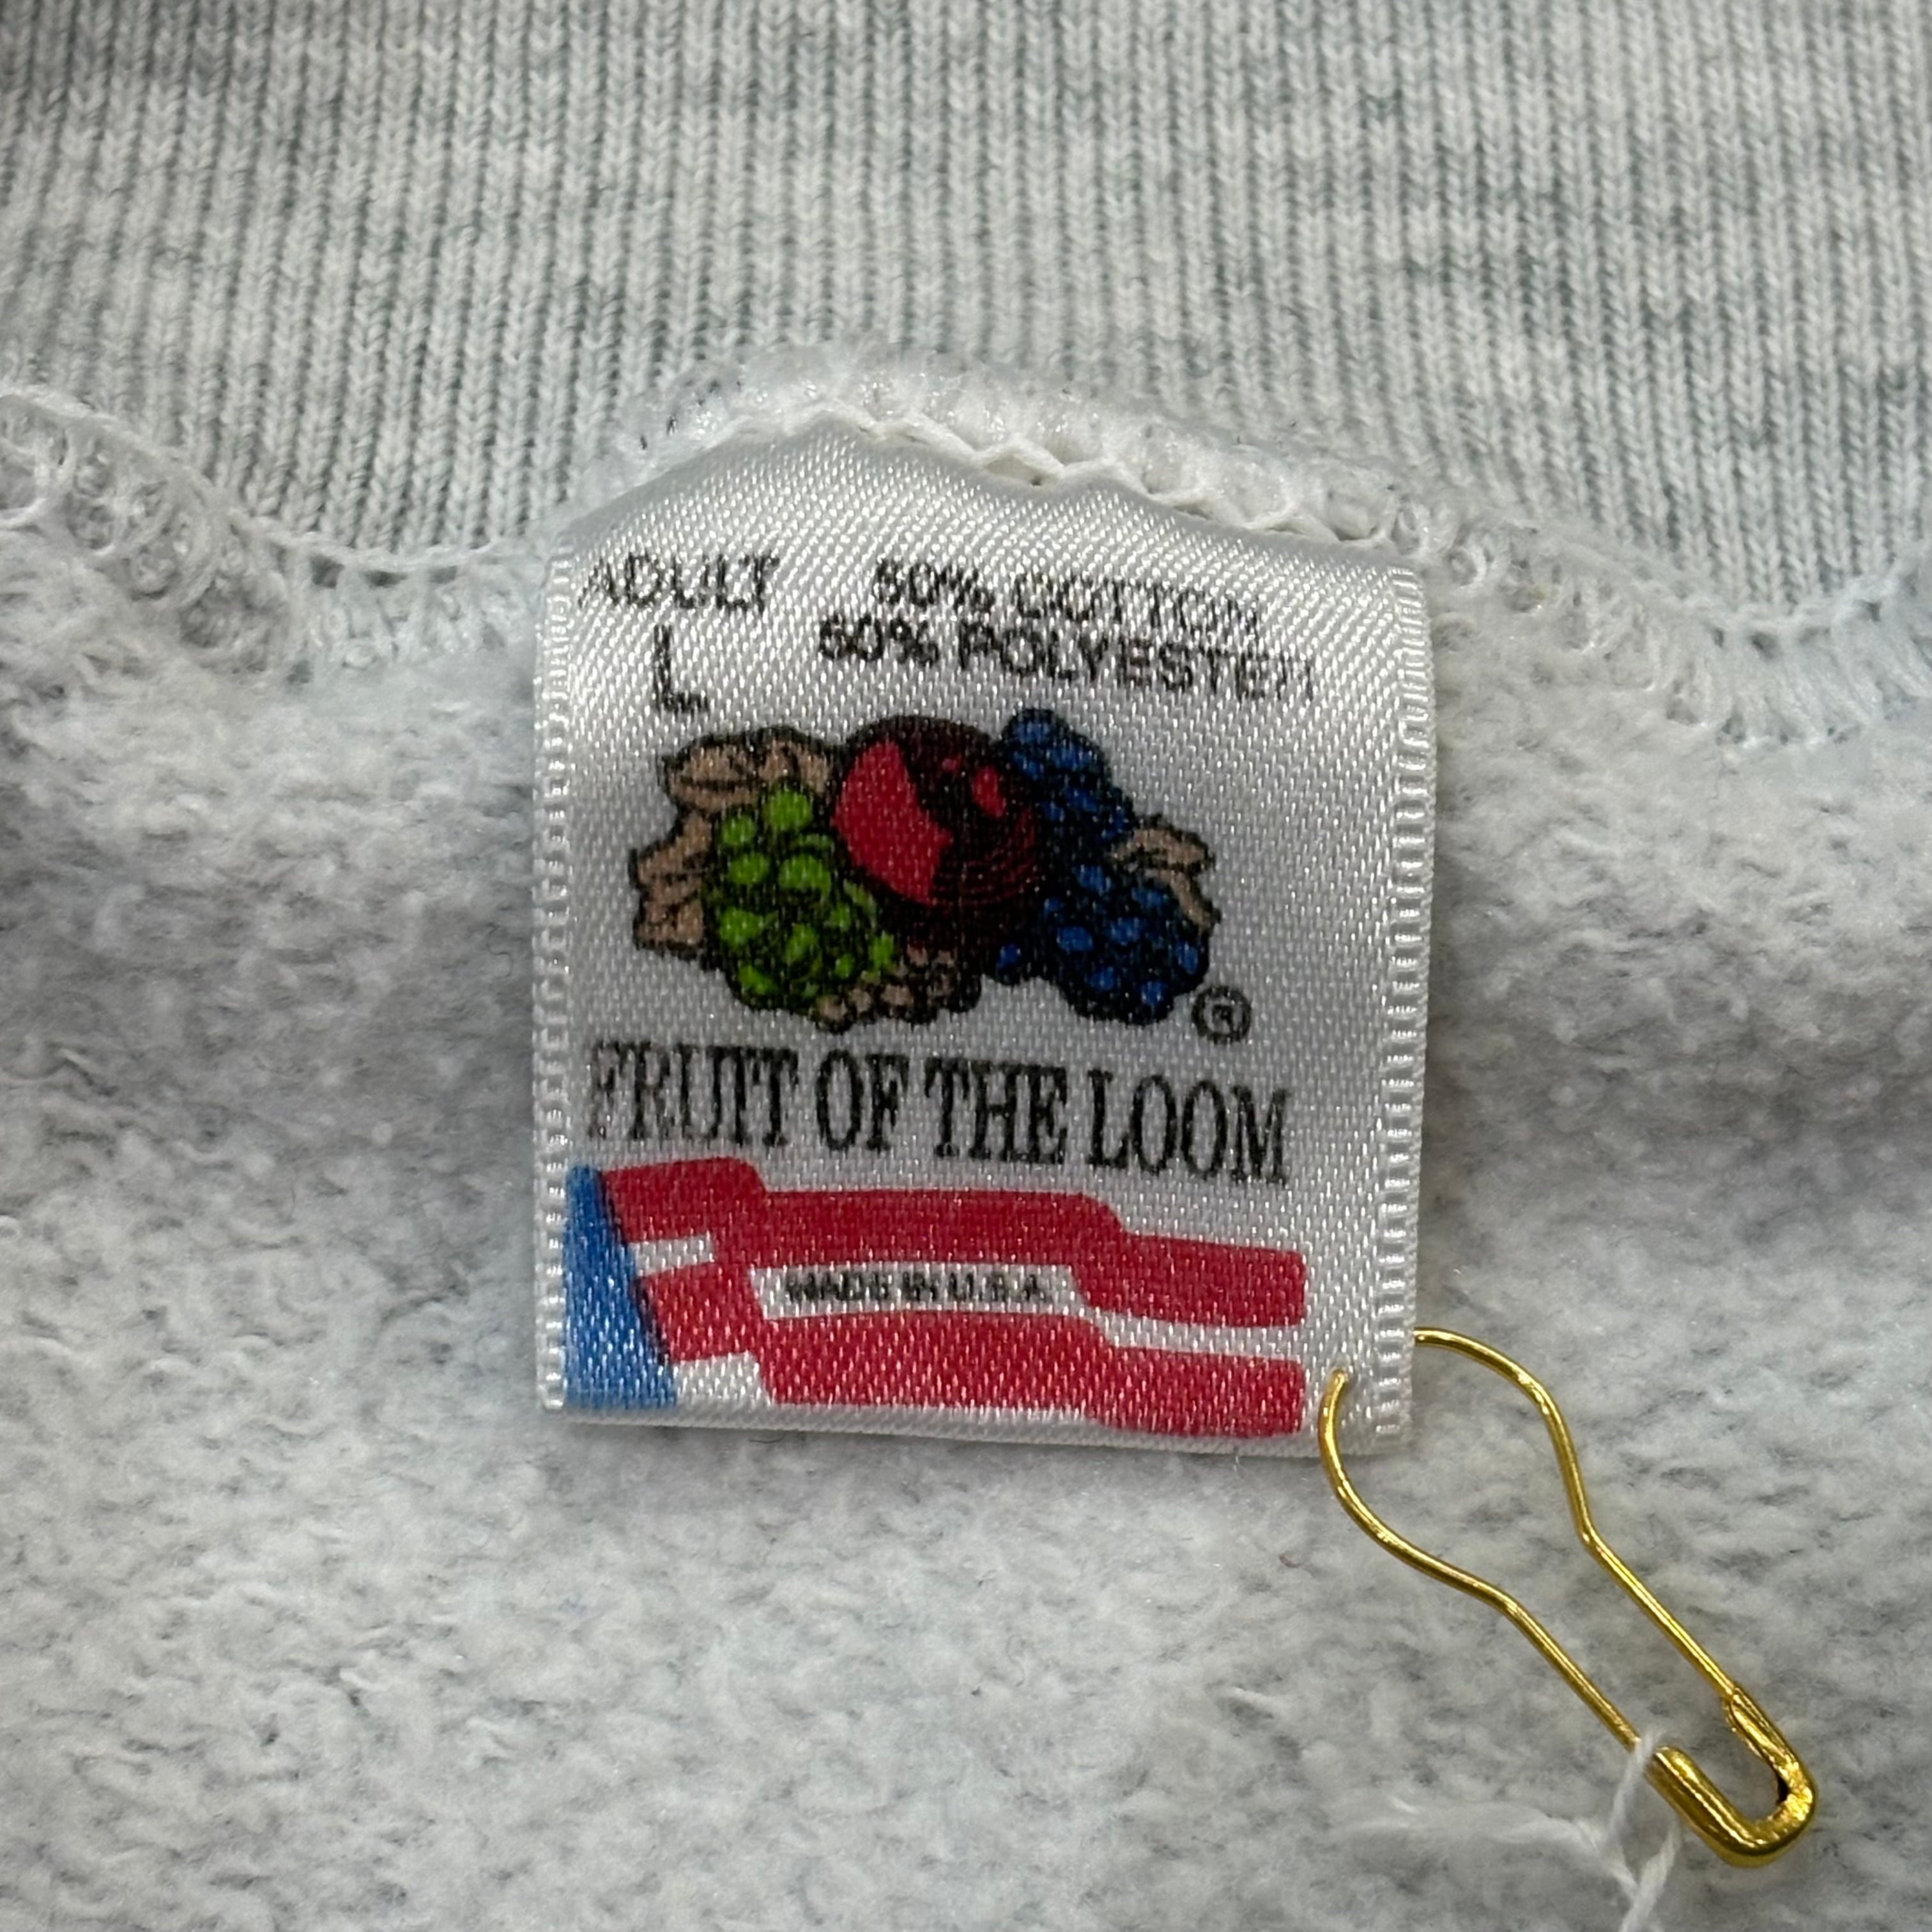 ADULT
L
50% COTTON
50% POLYESTER
®
FRUIT OF THE LOOM
MADE IN U.S.A.